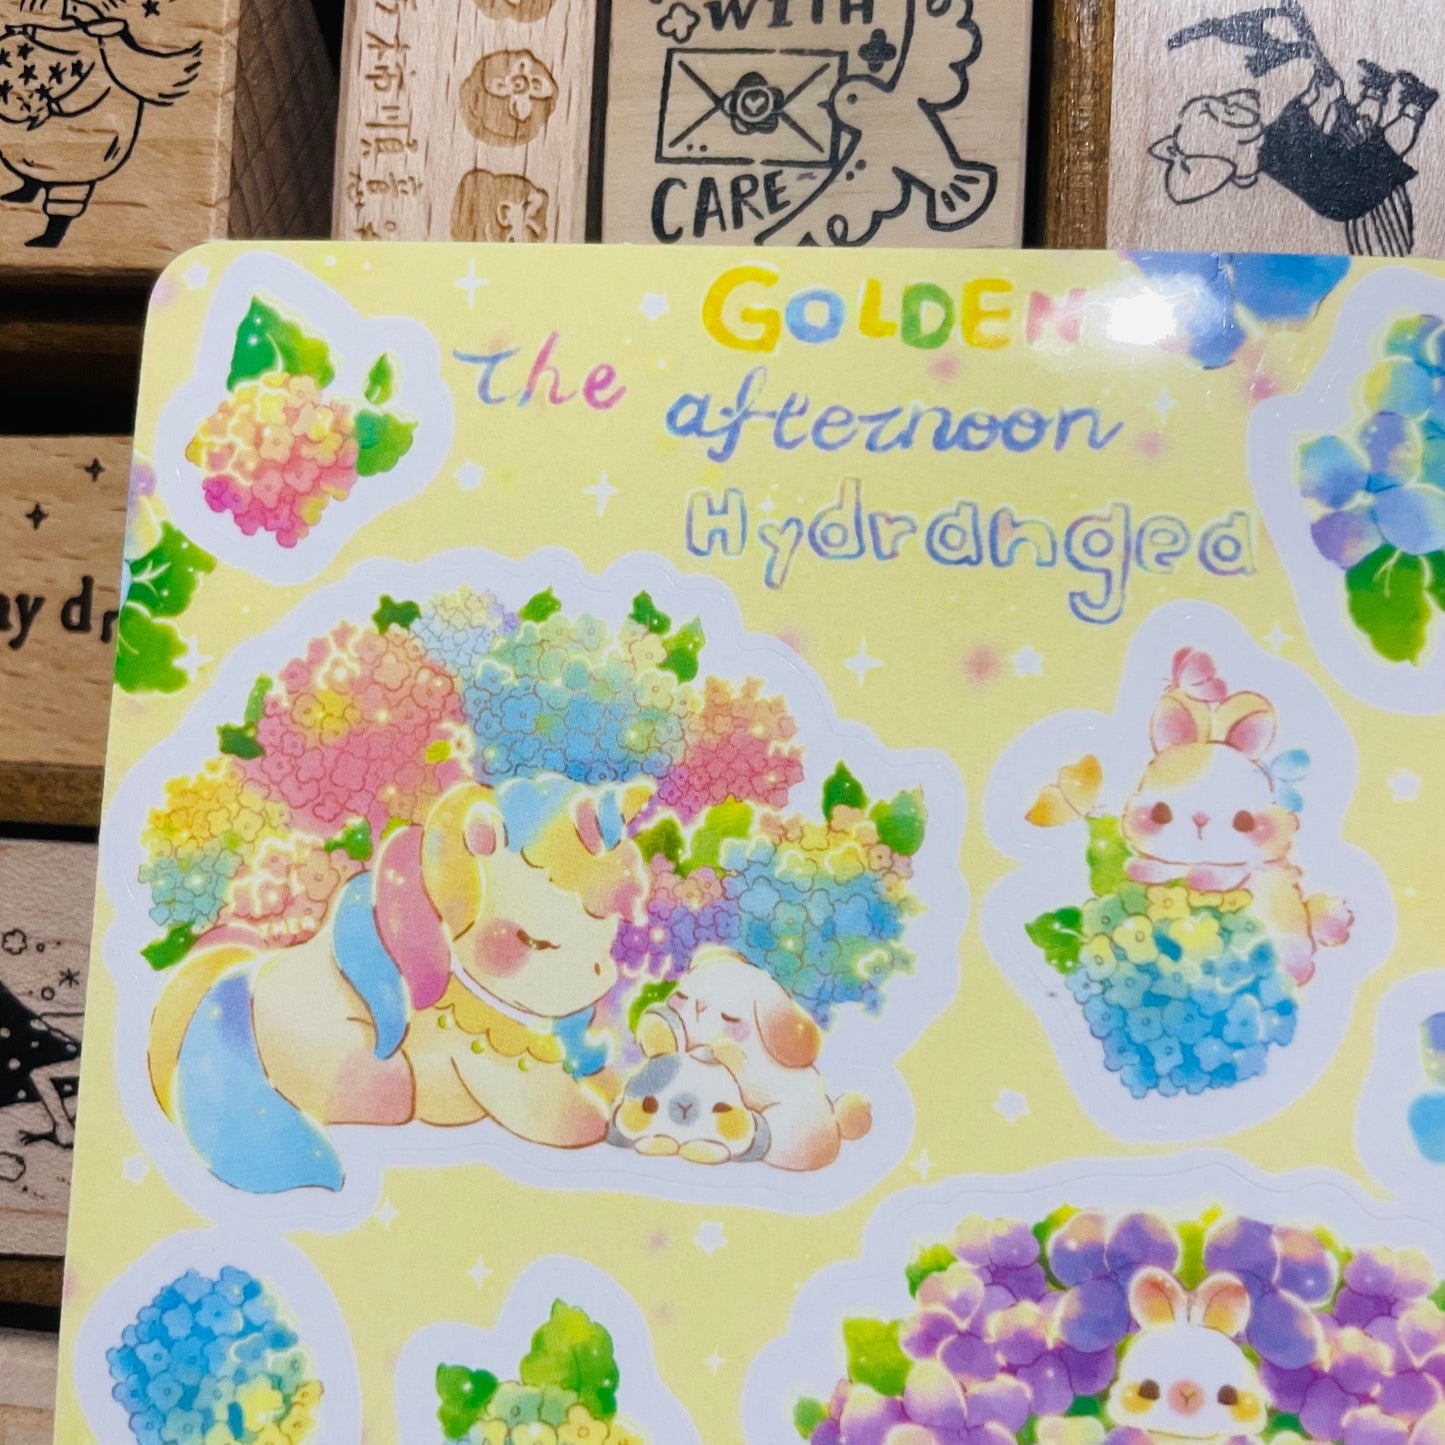 WITH
CARE
GOLDEN
The
afternoon
Hydrangea
ay dr